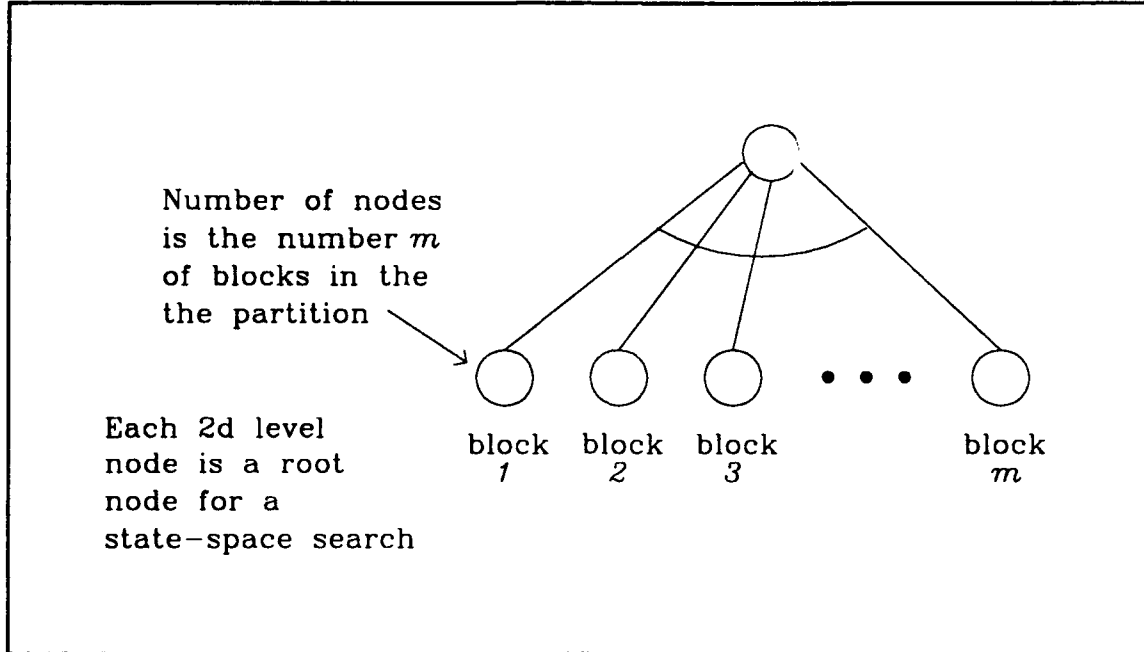 Number of nodes
is the number m
of blocks in the
the partition
Each 2d level
node is a root
node for a
state-space search
block block block block
1 2 3 m